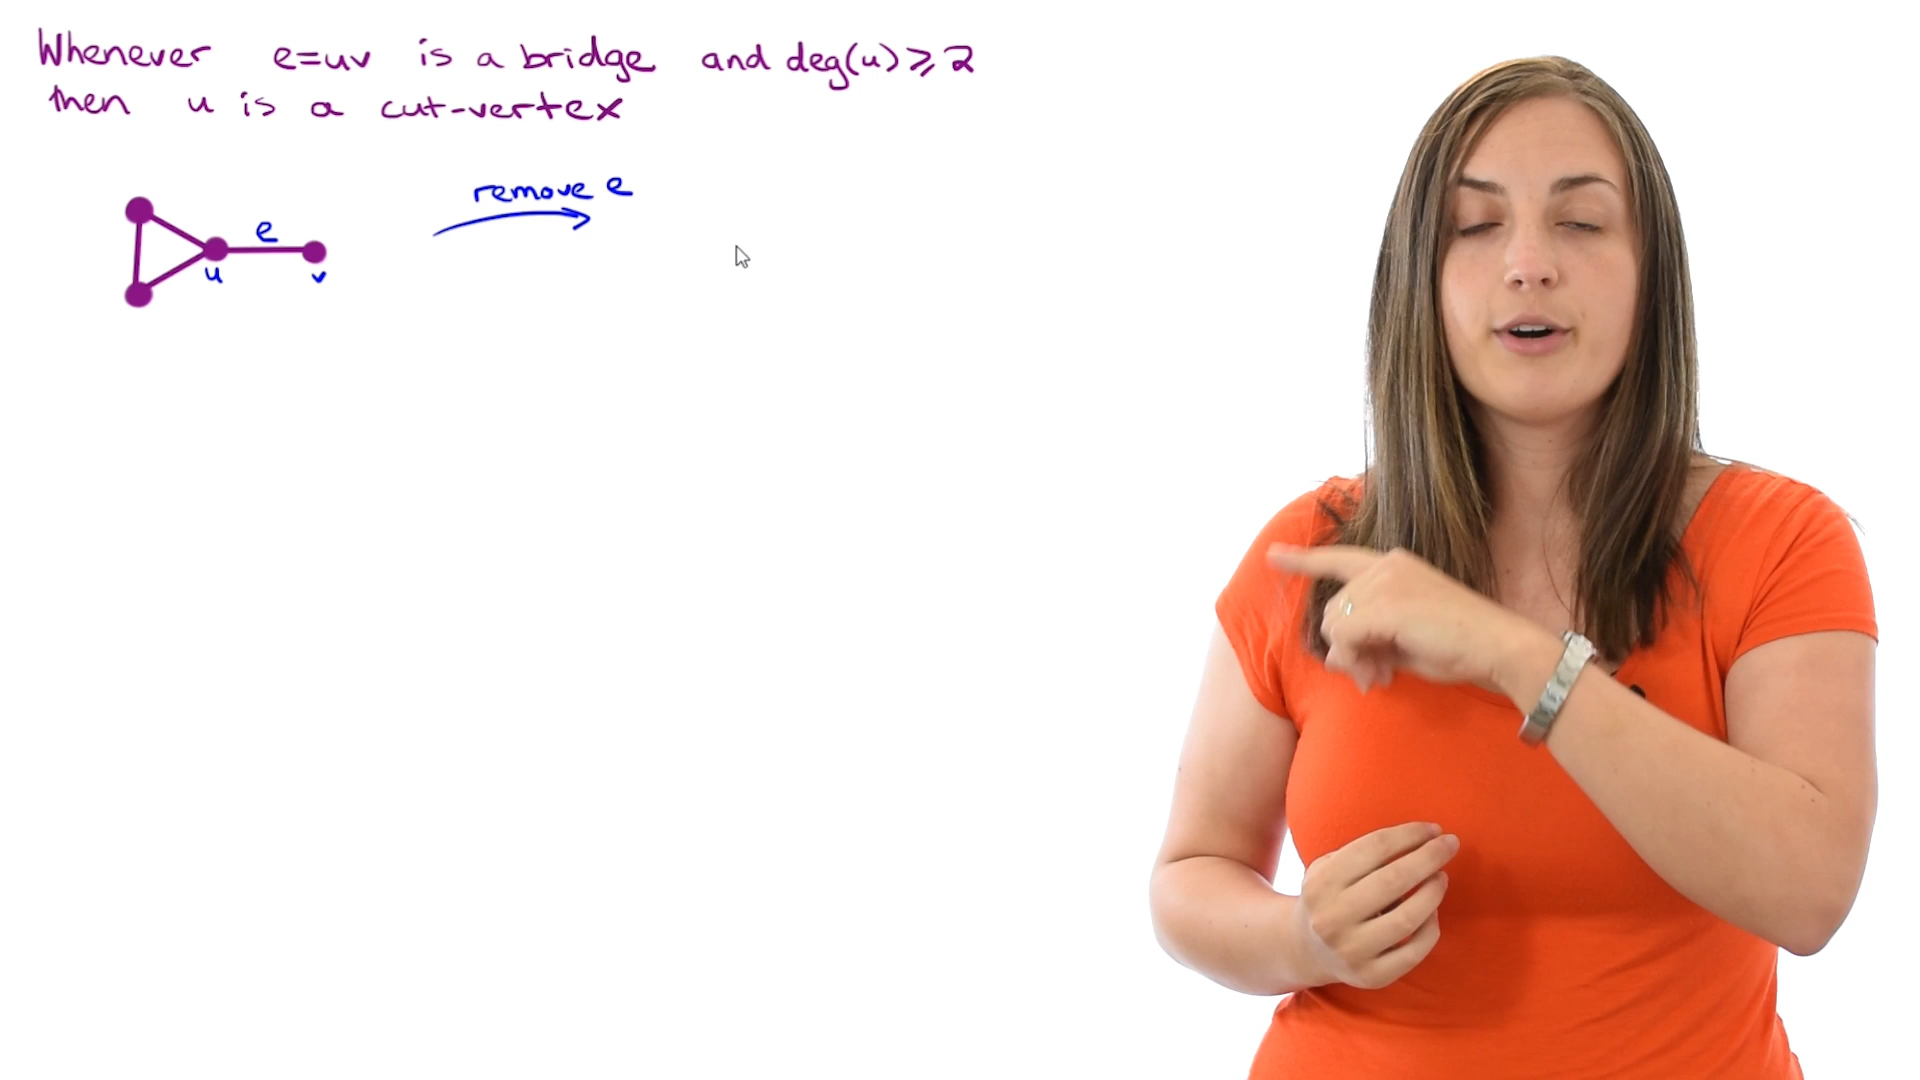 Whenever e=uv is a bridge and deg(u)⩾2
then u is a cut-vertex
remove e
e
u
v